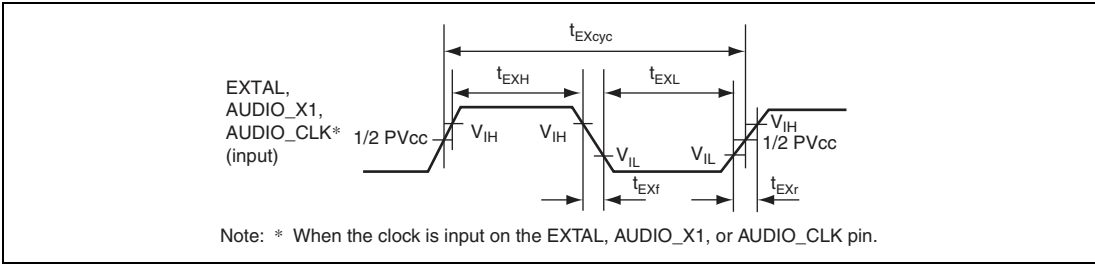 tEXcyc
tEXH
tEXL
EXTAL,
AUDIO_X1,
AUDIO_CLK*
(input)
1/2 PVcc
VIH
VIH
VIL
VIL
VIH
1/2 PVcc
tEXf
tEXr
Note: * When the clock is input on the EXTAL, AUDIO_X1, or AUDIO_CLK pin.